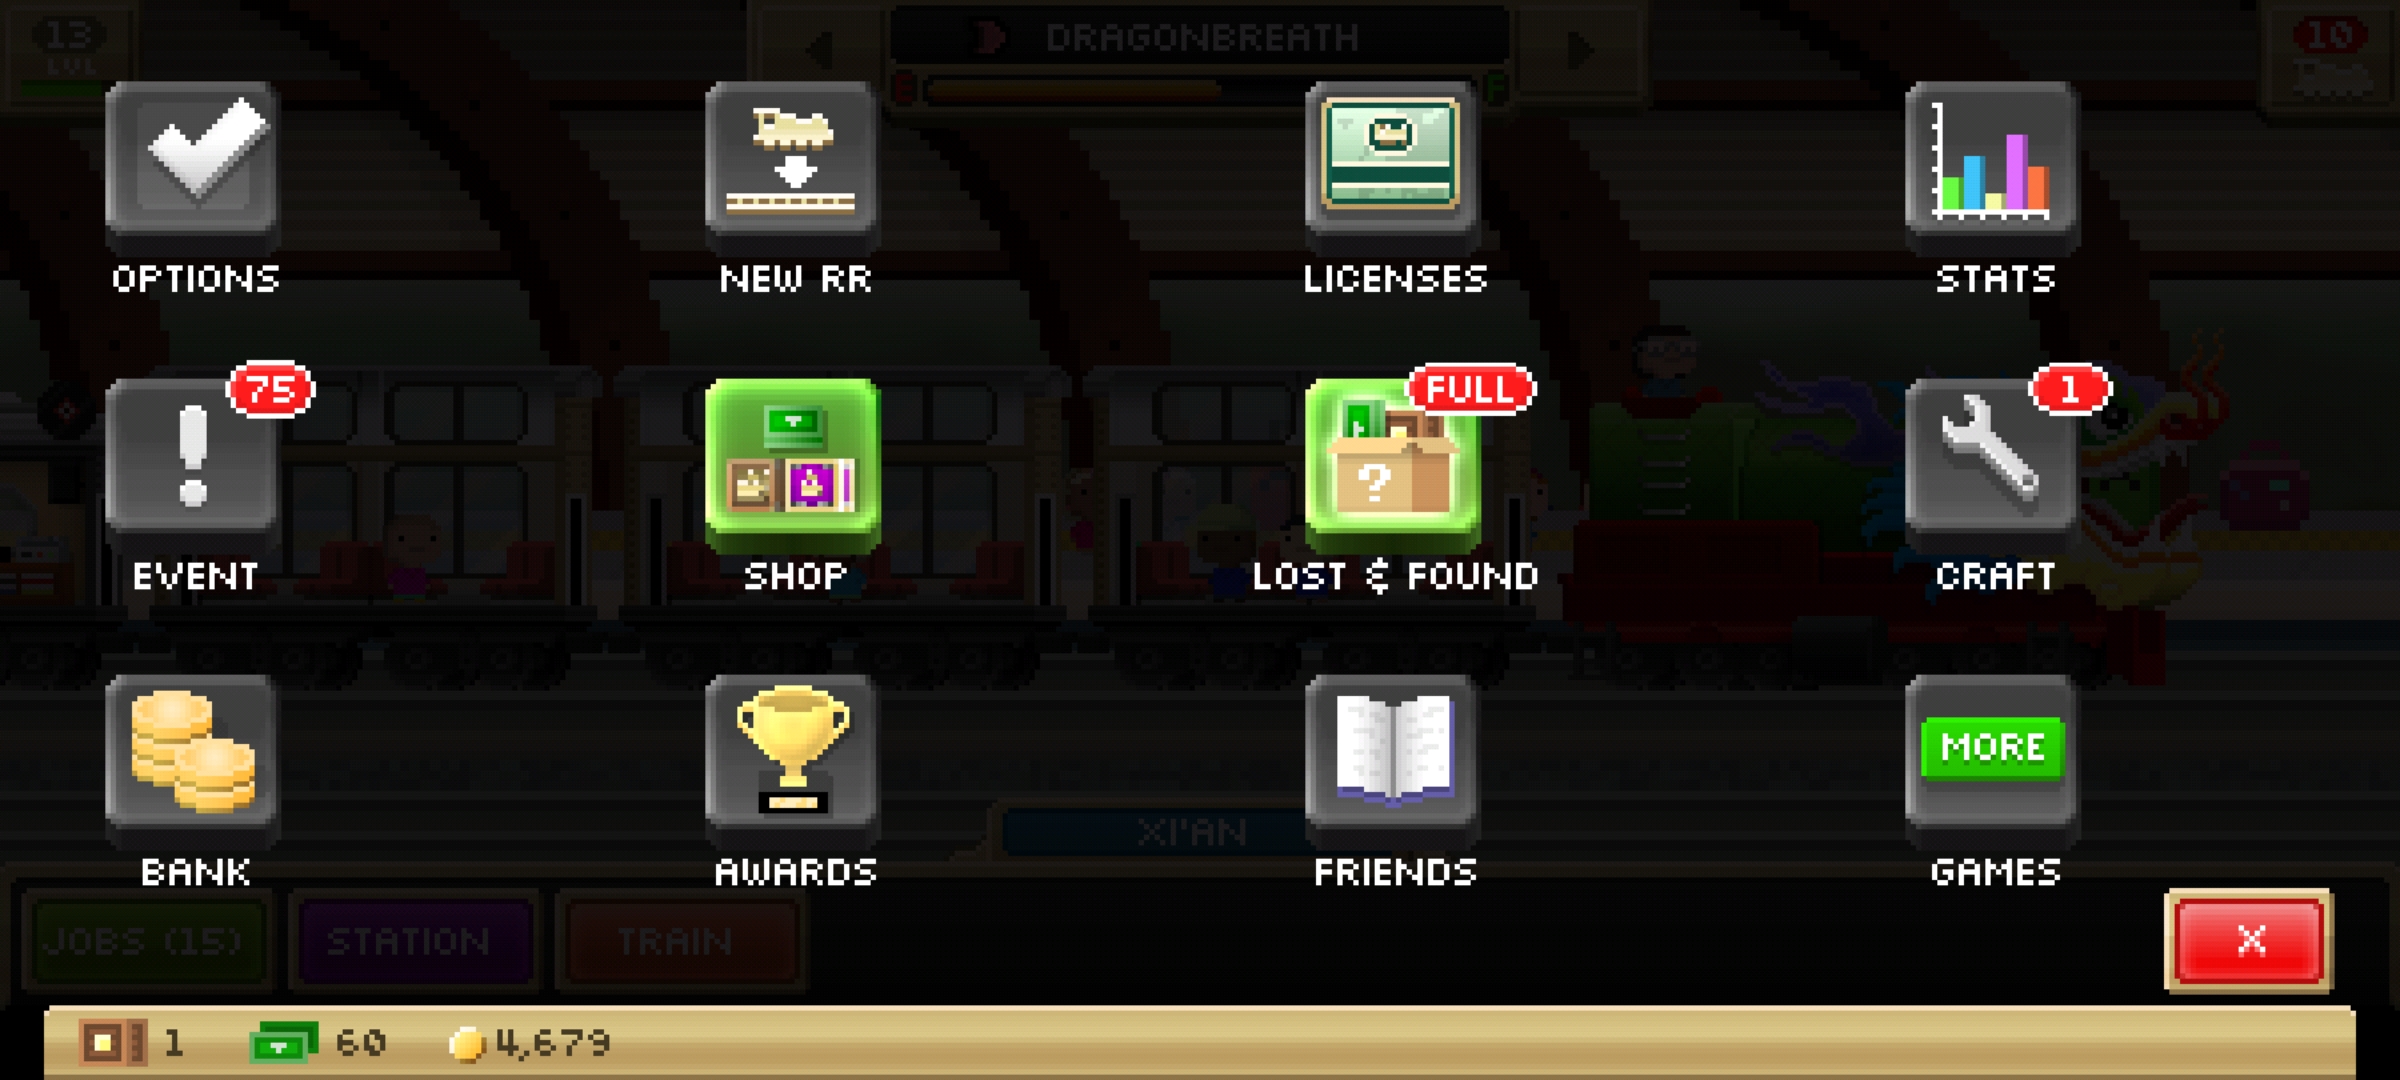 13
LVL
DRAGONBREATH
10
E
F
OPTIONS
NEW RR
LICENSES
STATS
75
FULL
1
?
EVENT
SHOP
LOST & FOUND
CRAFT
MORE
XI'AN
BANK
AWARDS
FRIENDS
GAMES
JOBS (15)
STATION
TRAIN
X
1
60
4,679